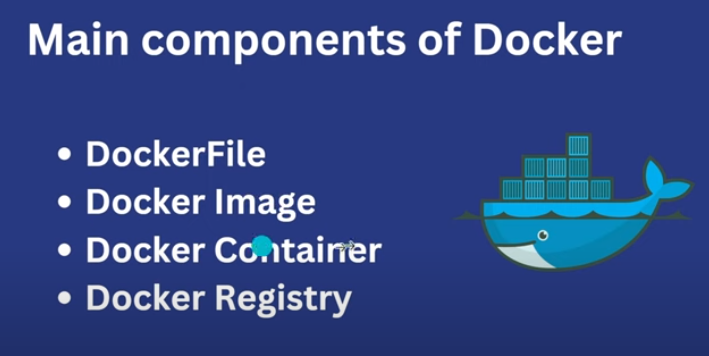 Main components of Docker
• DockerFile
• Docker Image
• Docker Container
• Docker Registry